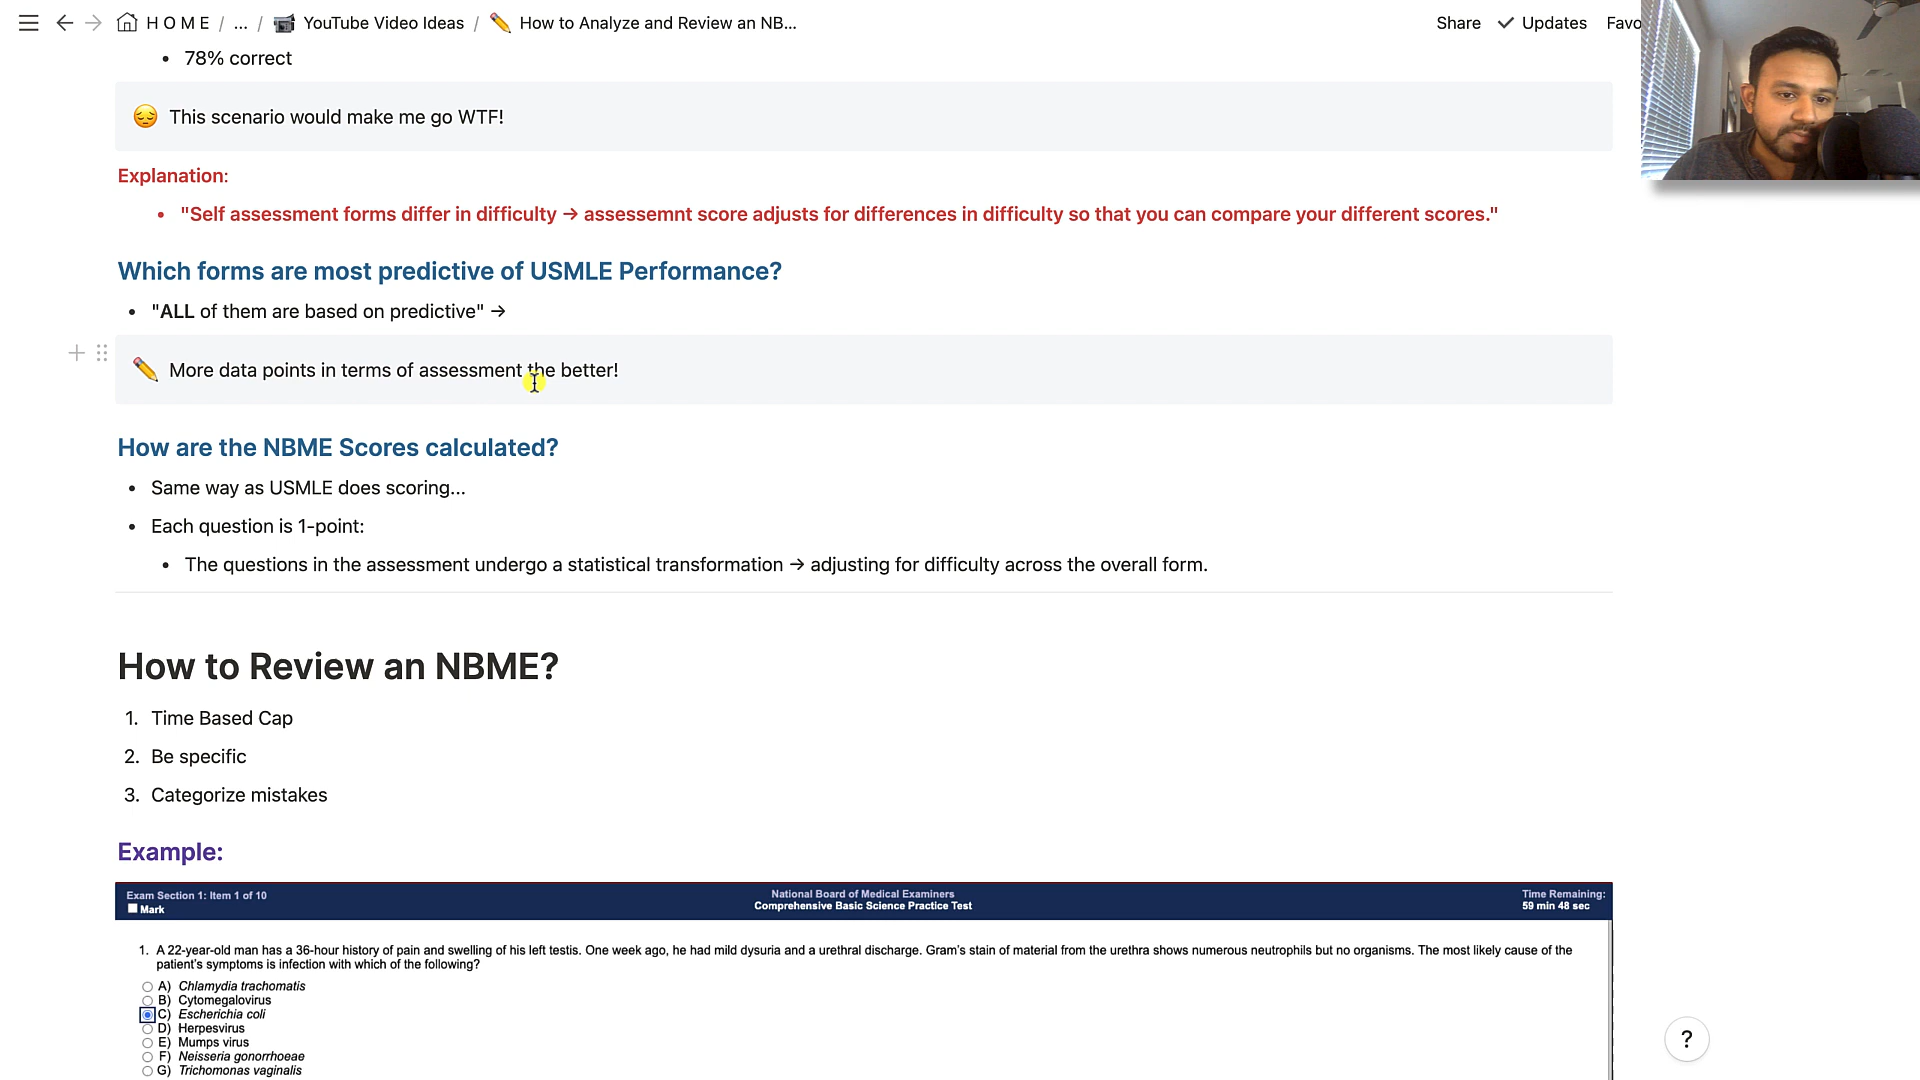 H O M E / ... / YouTube Video Ideas / How to Analyze and Review an NB...
Share Updates Favo
78% correct
This scenario would make me go WTF!
Explanation:
"Self assessment forms differ in difficulty → assessemnt score adjusts for differences in difficulty so that you can compare your different scores."
Which forms are most predictive of USMLE Performance?
"ALL of them are based on predictive" →
More data points in terms of assessment the better!
How are the NBME Scores calculated?
Same way as USMLE does scoring...
Each question is 1-point:
The questions in the assessment undergo a statistical transformation → adjusting for difficulty across the overall form.
How to Review an NBME?
1. Time Based Cap
2. Be specific
3. Categorize mistakes
Example:
Exam Section 1: Item 1 of 10
Mark
National Board of Medical Examiners
Comprehensive Basic Science Practice Test
Time Remaining:
59 min 48 sec
1. A 22-year-old man has a 36-hour history of pain and swelling of his left testis. One week ago, he had mild dysuria and a urethral discharge. Gram's stain of material from the urethra shows numerous neutrophils but no organisms. The most likely cause of the
patient's symptoms is infection with which of the following?
A) Chlamydia trachomatis
B) Cytomegalovirus
C) Escherichia coli
D) Herpesvirus
E) Mumps virus
F) Neisseria gonorrhoeae
G) Trichomonas vaginalis
?